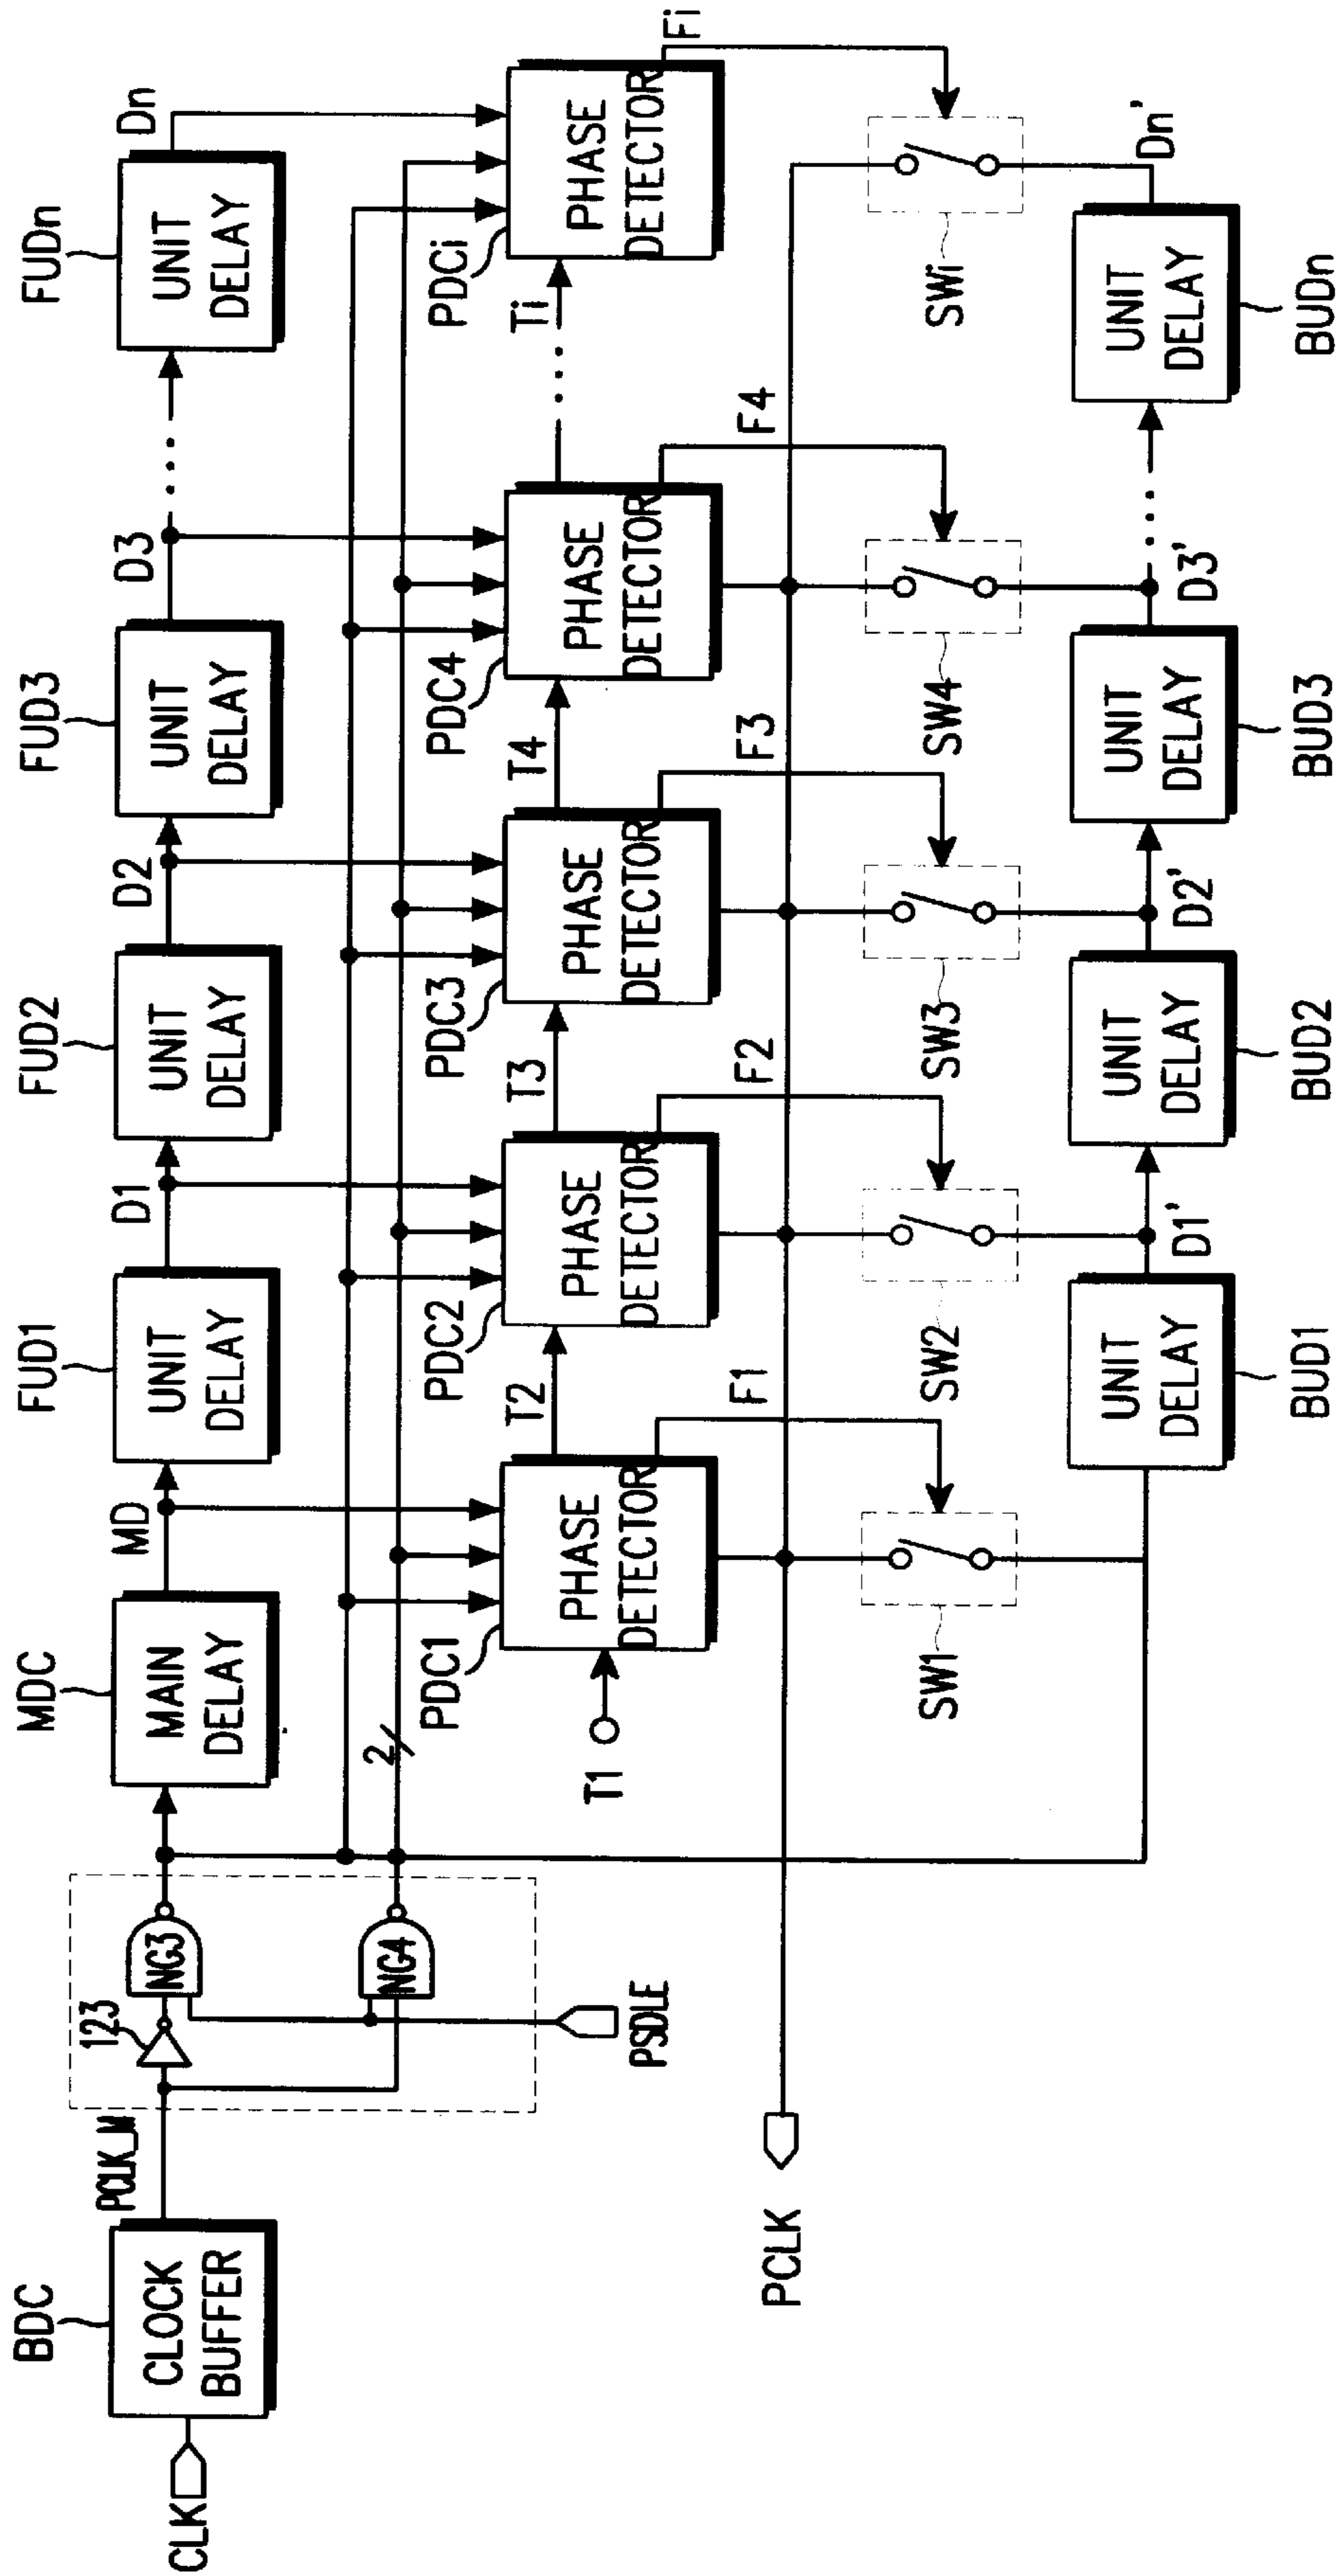 BDC
MDC
FUD1
FUD2
FUD3
FUDn
CLK
CLOCK
BUFFER
PCLK_M
123
NG3
NG4
PSDLE
MAIN
DELAY
MD
UNIT
DELAY
D1
UNIT
DELAY
D2
UNIT
DELAY
D3
UNIT
DELAY
Dn
2
T1
PDC1
PHASE
DETECTOR
T2
PDC2
PHASE
DETECTOR
T3
PDC3
PHASE
DETECTOR
T4
PDC4
PHASE
DETECTOR
Ti
PDCi
PHASE
DETECTOR
F1
F2
F3
F4
Fi
PCLK
SW1
SW2
SW3
SW4
SWi
UNIT
DELAY
D1'
UNIT
DELAY
D2'
UNIT
DELAY
D3'
UNIT
DELAY
Dn'
BUD1
BUD2
BUD3
BUDn